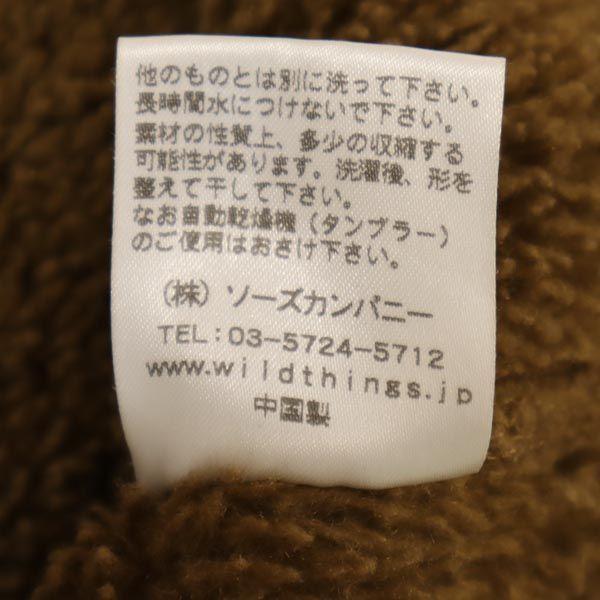 他のものとは別に洗って下さい。
長時間水につけないで下さい。
素材の性質上、多少の収縮する
可能性があります。洗濯後、形を
整えて干して下さい。
なお自動乾燥機（タンブラー）
のご使用はおさけ下さい。
（株）ソーズカンパニー
TEL：03-5724-5712
www.wildthings.jp
中国製